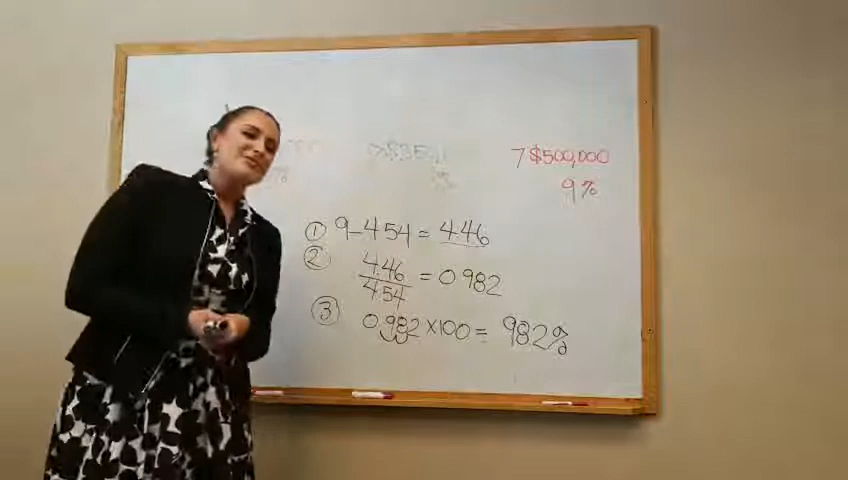 7 $500,000
9%
① 9-4.54 = 4.46
② 4.46
4.54 = 0.982
③ 0.982 x 100 = 98.2%